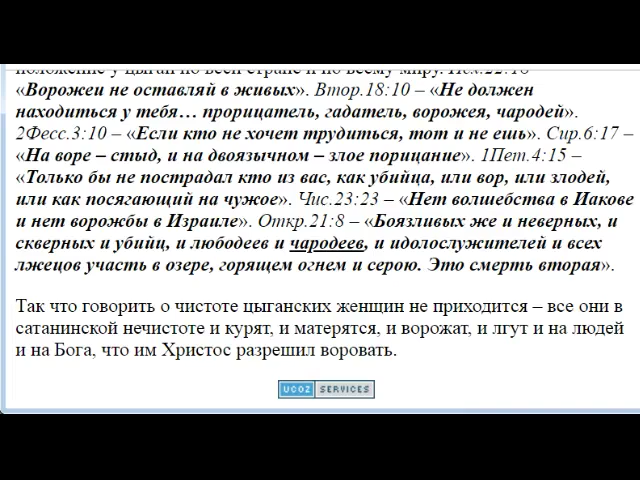 положение у цыган по всей стране и по всему миру. Исх.22:18
«Ворожеи не оставляй в живых». Втор.18:10 – «Не должен
находиться у тебя… прорицатель, гадатель, ворожея, чародей».
2Фесс.3:10 – «Если кто не хочет трудиться, тот и не ешь». Сир.6:17 –
«На воре – стыд, и на двоязычном – злое порицание». 1Пет.4:15 –
«Только бы не пострадал кто из вас, как убийца, или вор, или злодей,
или как посягающий на чужое». Чис.23:23 – «Нет волшебства в Иакове
и нет ворожбы в Израиле». Откр.21:8 – «Боязливых же и неверных, и
скверных и убийц, и любодеев и чародеев, и идолослужителей и всех
лжецов участь в озере, горящем огнем и серою. Это смерть вторая».
Так что говорить о чистоте цыганских женщин не приходится – все они в
сатанинской нечистоте и курят, и матерятся, и ворожат, и лгут и на людей
и на Бога, что им Христос разрешил воровать.
UCOZ SERVICES